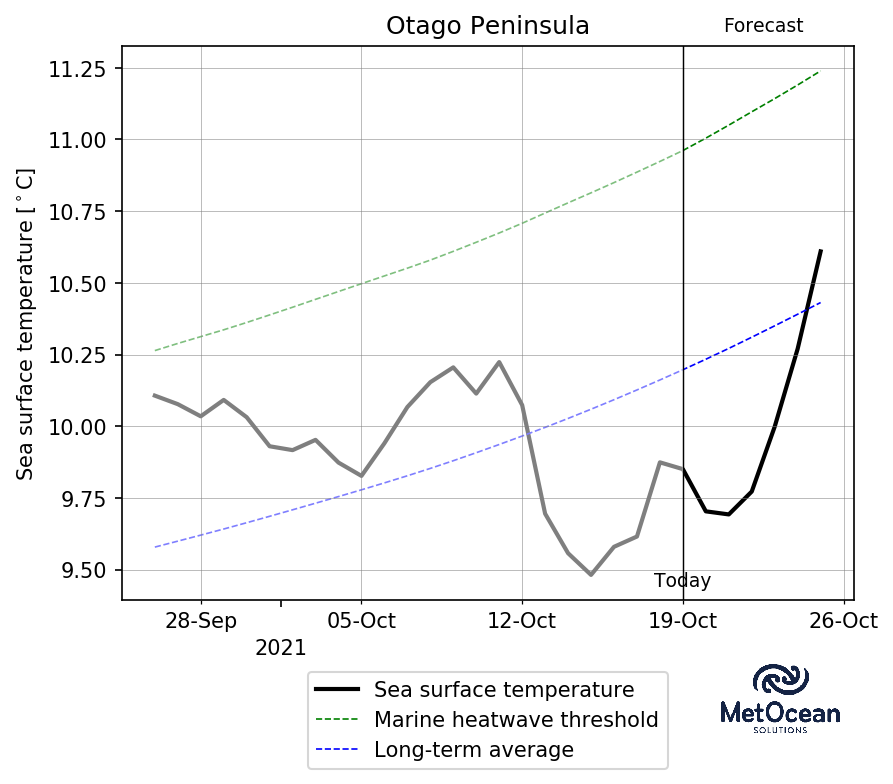 Otago Peninsula
Forecast
Sea surface temperature [°C]
11.25
11.00
10.75
10.50
10.25
10.00
9.75
9.50
Today
28-Sep 05-Oct 12-Oct 19-Oct 26-Oct
2021
Sea surface temperature
Marine heatwave threshold
Long-term average
MetOcean
SOLUTIONS